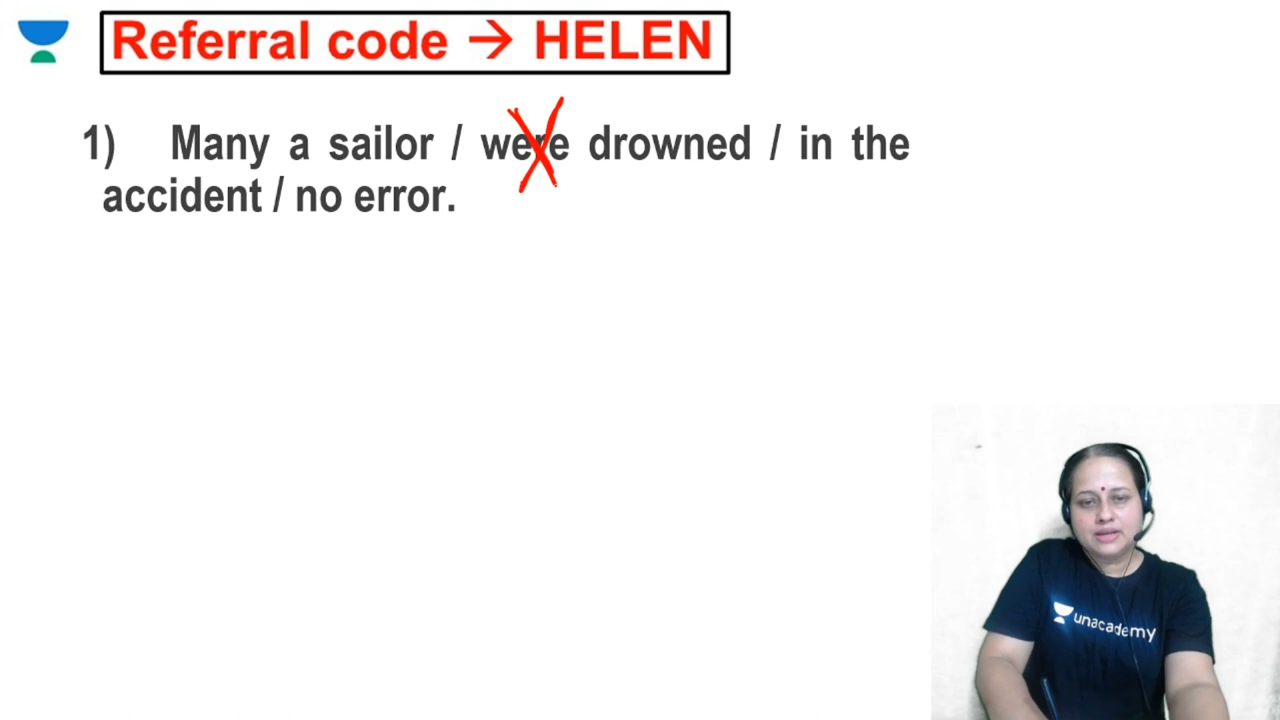 Referral code → HELEN
1) Many a sailor / were drowned / in the
accident / no error.
unacademy